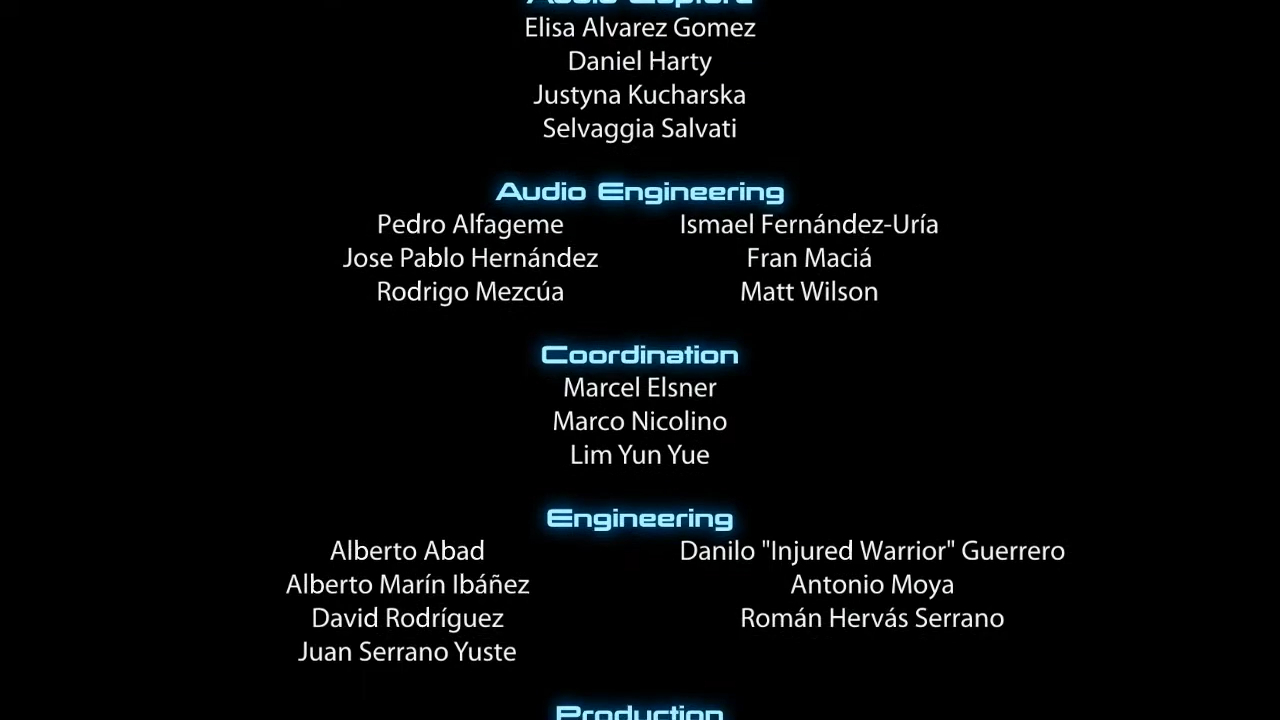 Elisa Alvarez Gomez
Daniel Harty
Justyna Kucharska
Selvaggia Salvati
Audio Engineering
Pedro Alfageme
Ismael Fernández-Uría
Jose Pablo Hernández
Fran Maciá
Rodrigo Mezcúa
Matt Wilson
Coordination
Marcel Elsner
Marco Nicolino
Lim Yun Yue
Engineering
Alberto Abad
Danilo "Injured Warrior" Guerrero
Alberto Marín Ibáñez
Antonio Moya
David Rodríguez
Román Hervás Serrano
Juan Serrano Yuste
Production